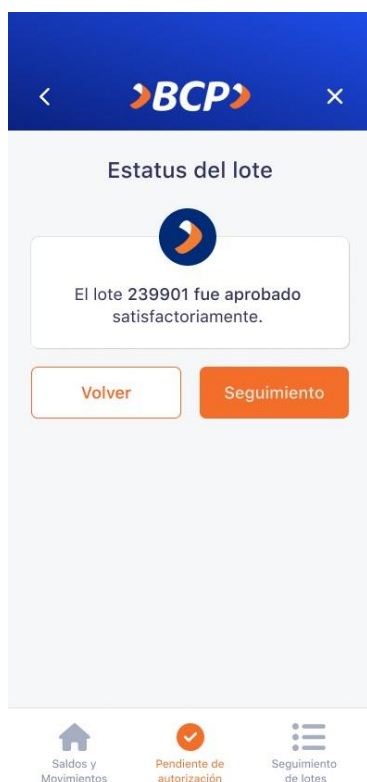 BCP
Estatus del lote
El lote 239901 fue aprobado
satisfactoriamente.
Volver
Seguimiento
Saldos y
Movimientos
Pendiente de
autorización
Seguimiento
de lotes